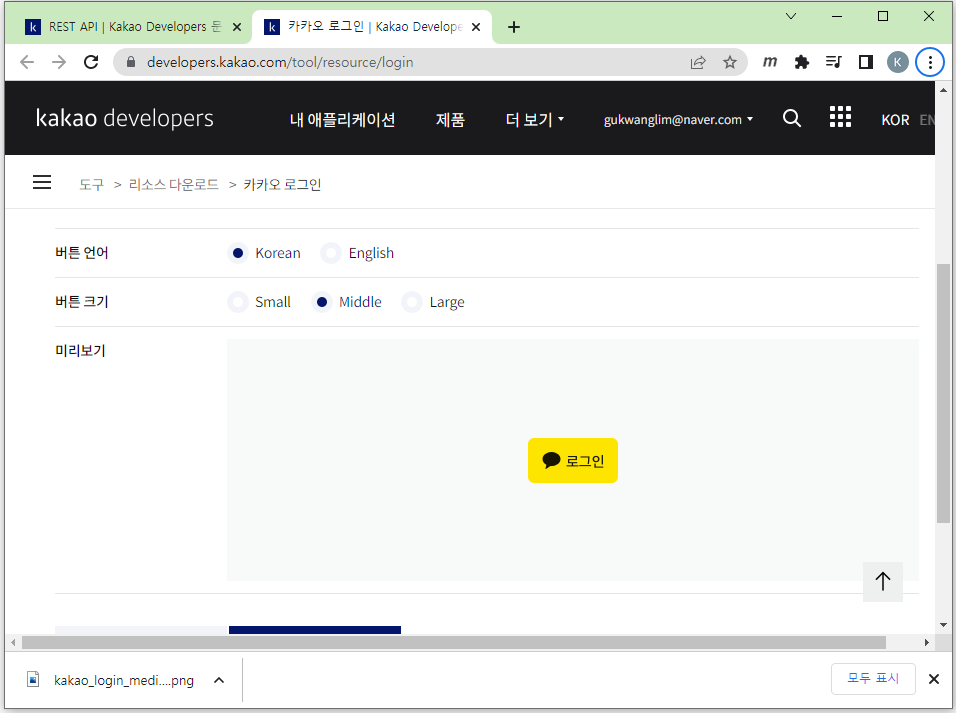 REST API | Kakao Developers 문
카카오 로그인 | Kakao Develope
developers.kakao.com/tool/resource/login
m
K
kakao developers
내 애플리케이션
제품
더 보기
gukwanglim@naver.com
KOR
EN
도구 > 리소스 다운로드 > 카카오 로그인
버튼 언어
Korean
English
버튼 크기
Small
Middle
Large
미리보기
로그인
kakao_login_medi....png
모두 표시